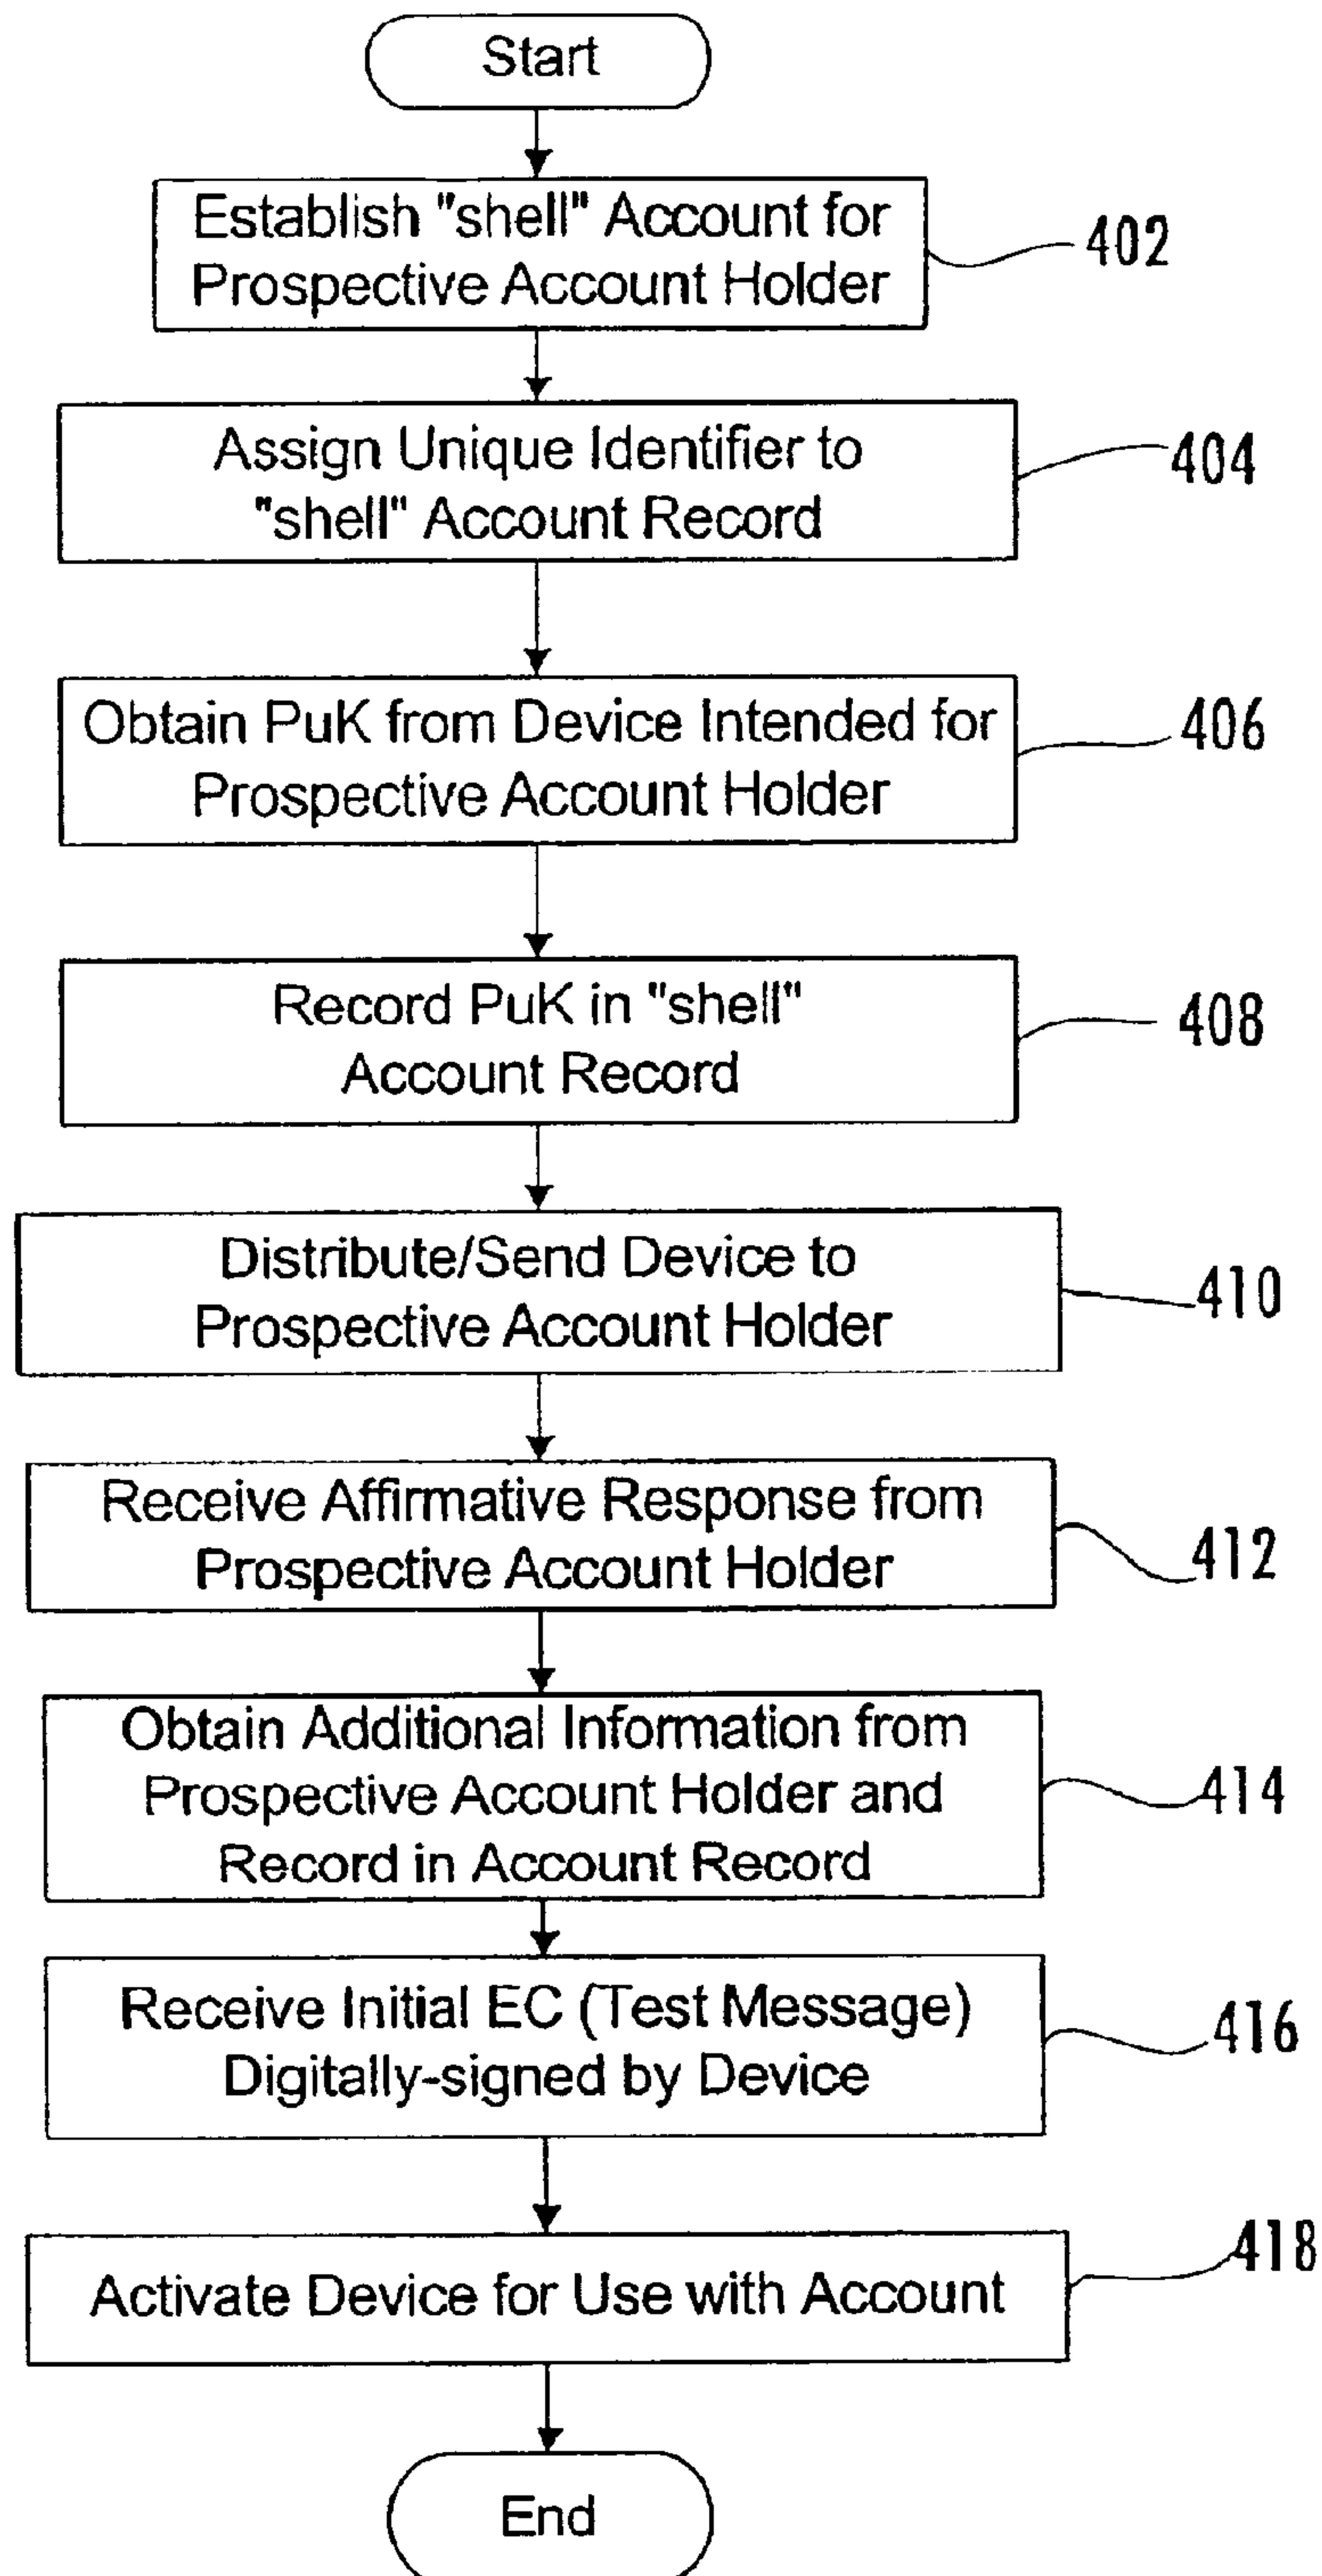 Start
Establish "shell" Account for
Prospective Account Holder
402
Assign Unique Identifier to
"shell" Account Record
404
Obtain PuK from Device Intended for
Prospective Account Holder
406
Record PuK in "shell"
Account Record
408
Distribute/Send Device to
Prospective Account Holder
410
Receive Affirmative Response from
Prospective Account Holder
412
Obtain Additional Information from
Prospective Account Holder and
Record in Account Record
414
Receive Initial EC (Test Message)
Digitally-signed by Device
416
Activate Device for Use with Account
418
End